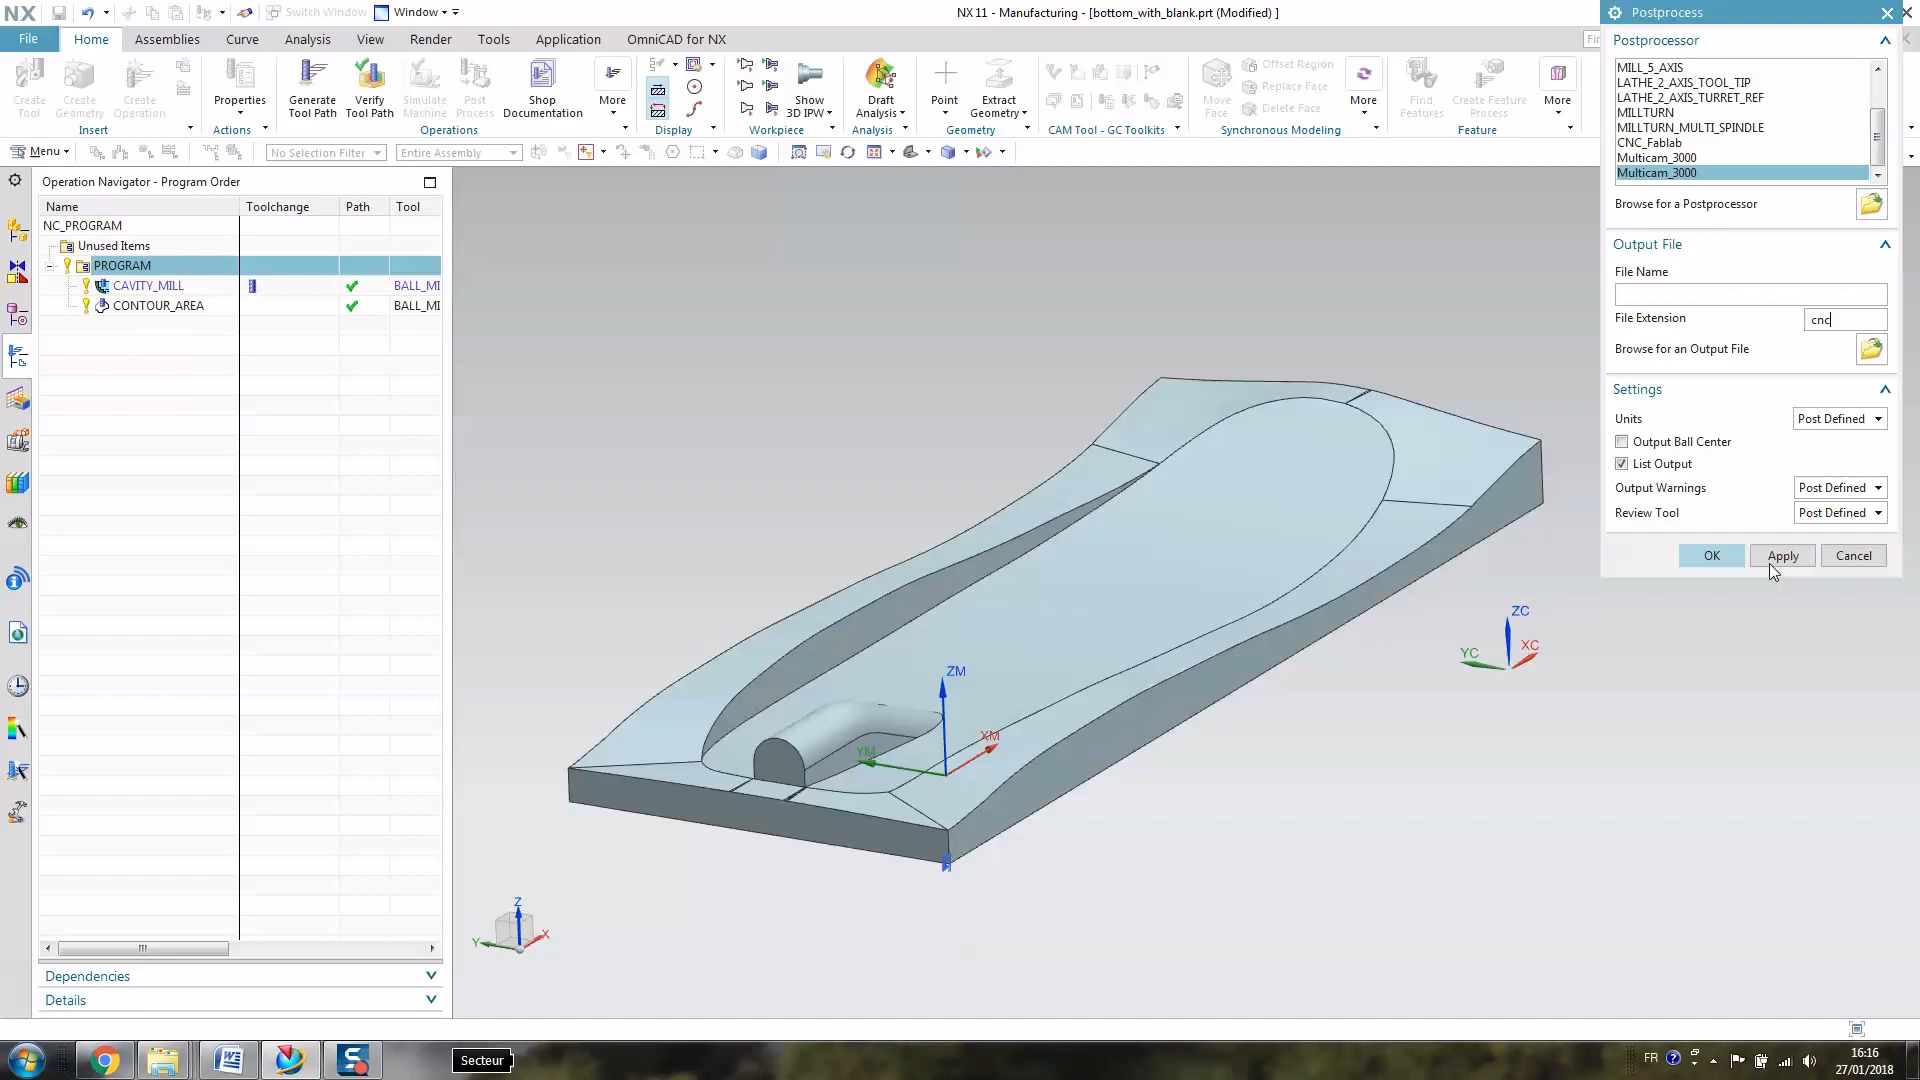 NX Switch Window Window NX 11 - Manufacturing - [bottom_with_blank.prt (Modified) ]
File Home Assemblies Curve Analysis View Render Tools Application OmniCAD for NX
Create Tool
Create Geometry
Create Operation
Insert
Properties
Actions
Generate Tool Path
Verify Tool Path
Simulate Machine
Post Process
Shop Documentation
More
Operations
Display
Show 3D IPW
Workpiece
Draft Analysis
Analysis
Point
Extract Geometry
Geometry
CAM Tool - GC Toolkits
Move Face
Offset Region
Replace Face
Delete Face
More
Synchronous Modeling
Find Features
Create Feature Process
More
Feature
Menu No Selection Filter Entire Assembly
Operation Navigator - Program Order
Name Toolchange Path Tool
NC_PROGRAM
Unused Items
PROGRAM
CAVITY_MILL BALL_MI
CONTOUR_AREA BALL_MI
Dependencies
Details
ZM
XM
YM
ZC
XC
YC
Z
Y
X
Postprocess
Postprocessor
MILL_5_AXIS
LATHE_2_AXIS_TOOL_TIP
LATHE_2_AXIS_TURRET_REF
MILLTURN
MILLTURN_MULTI_SPINDLE
CNC_Fablab
Multicam_3000
Multicam_3000
Browse for a Postprocessor
Output File
File Name
File Extension cnc
Browse for an Output File
Settings
Units Post Defined
Output Ball Center
List Output
Output Warnings Post Defined
Review Tool Post Defined
OK Apply Cancel
Secteur
FR
16:16
27/01/2018